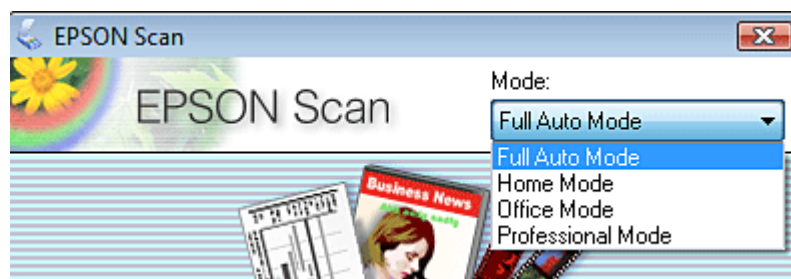 EPSON Scan
EPSON Scan
Mode:
Full Auto Mode
Full Auto Mode
Home Mode
Office Mode
Professional Mode
Business News